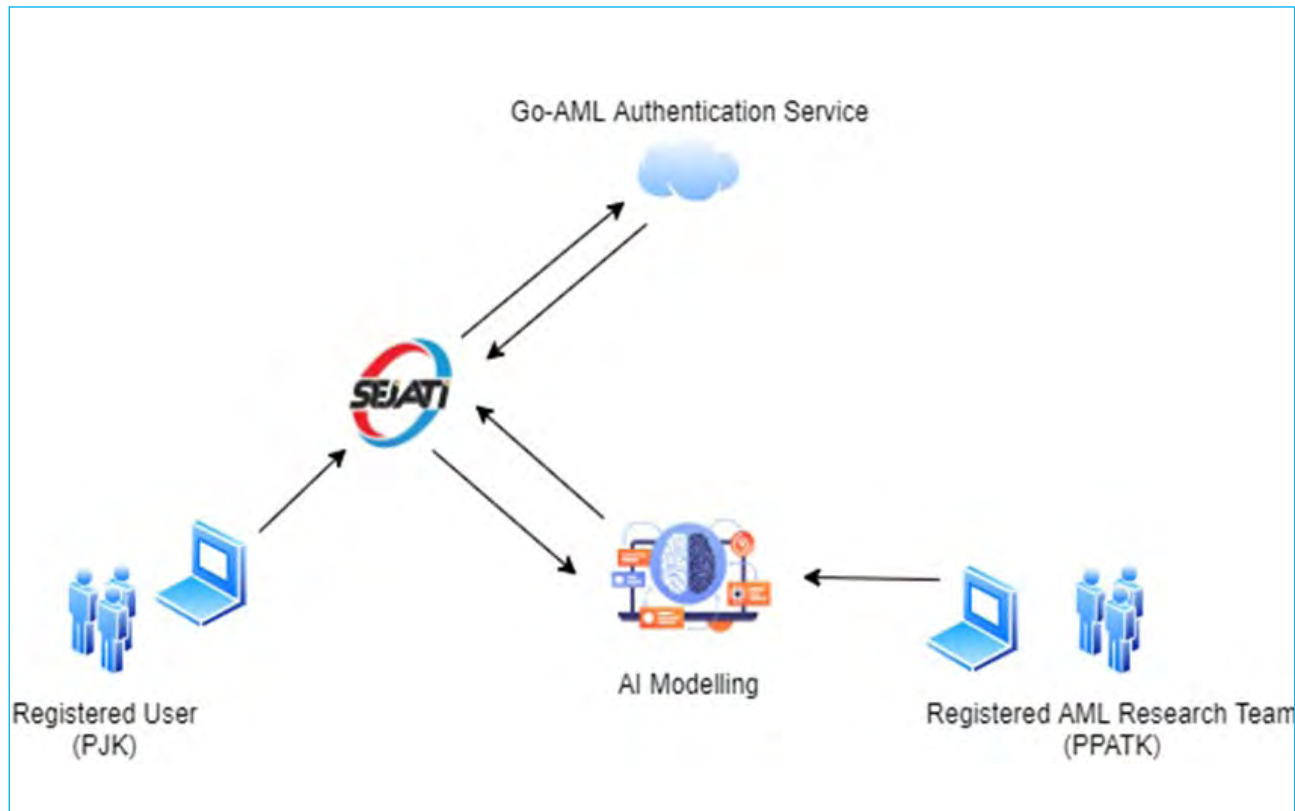 Go-AML Authentication Service
SEJATI
AI Modelling
Registered User
(PJK)
Registered AML Research Team
(PPATK)